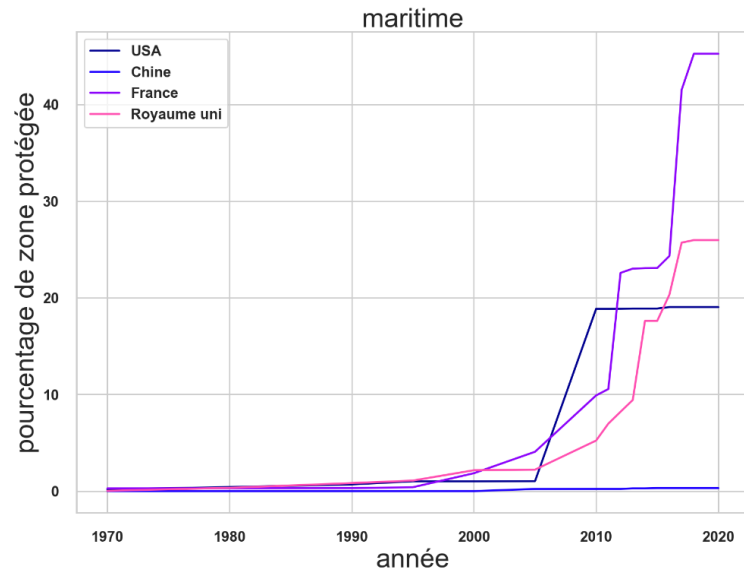 maritime
USA
Chine
France
Royaume uni
pourcentage de zone protégée
40
30
20
10
0
1970
1980
1990
2000
2010
2020
année